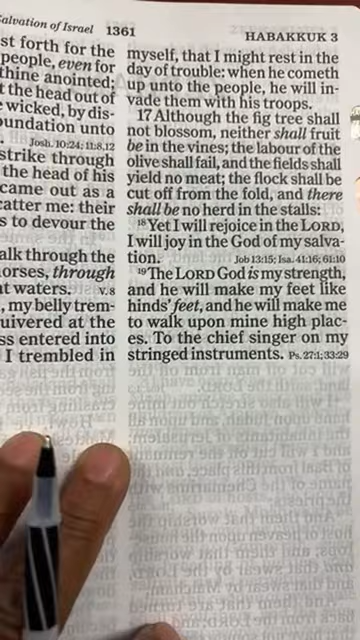 Salvation of Israel 1361 HABAKKUK 3
st forth for the
people, even for
thine anointed;
t the head out of
wicked, by dis-
oundation unto
Josh. 10:24; 11:8,12
strike through
the head of his
came out as a
catter me: their
s to devour the
alk through the
orses, through
t waters. v.8
, my belly trem-
uivered at the
ss entered into
I trembled in
myself, that I might rest in the
day of trouble: when he cometh
up unto the people, he will in-
vade them with his troops.
17 Although the fig tree shall
not blossom, neither shall fruit
be in the vines; the labour of the
olive shall fail, and the fields shall
yield no meat; the flock shall be
cut off from the fold, and there
shall be no herd in the stalls:
18 Yet I will rejoice in the LORD,
I will joy in the God of my salva-
tion. Job 13:15; Isa. 41:16; 61:10
19 The LORD God is my strength,
and he will make my feet like
hinds' feet, and he will make me
to walk upon mine high plac-
es. To the chief singer on my
stringed instruments. Ps. 27:1; 33:29